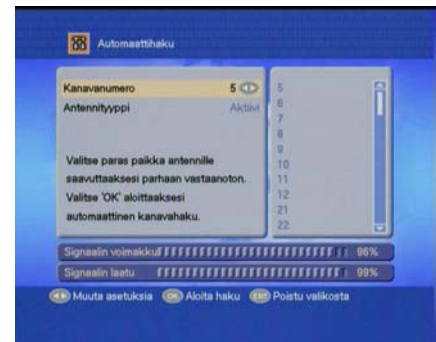 Automaattihaku
Kanavanumero 5
Antennityyppi Aktiivi
Valitse paras paikka antennille
saavuttaaksesi parhaan vastaanoton.
Valitse 'OK' aloittaaksesi
automaattinen kanavahaku.
5
6
7
8
9
10
11
12
21
22
Signaalin voimakkuu 96%
Signaalin laatu 99%
Muuta asetuksia OK Aloita haku EXIT Poistu valikosta